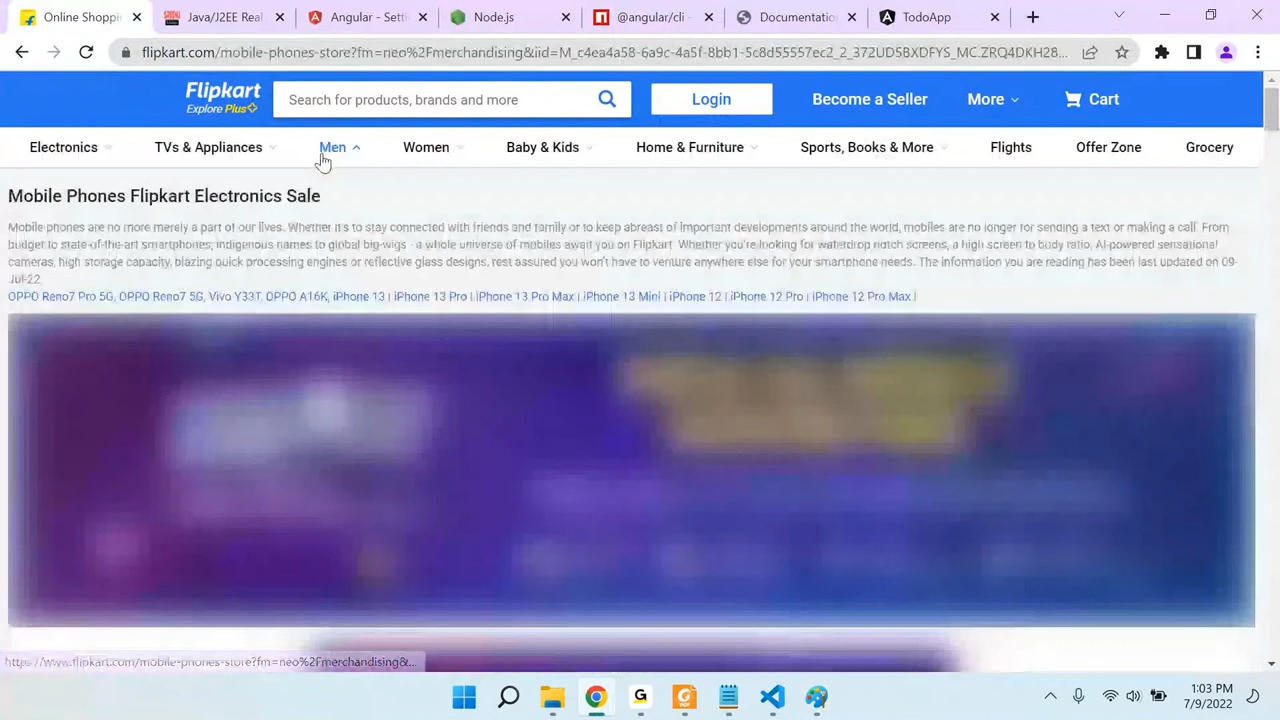 Online Shoppi
Java/J2EE Real
Angular - Setti
Node.js
@angular/cli -
Documentatio
TodoApp
flipkart.com/mobile-phones-store?fm=neo%2Fmerchandising&iid=M_c4ea4a58-6a9c-4a5f-8bb1-5c8d55557ec2_2_372UD5BXDFYS_MC.ZRQ4DKH28...
Flipkart
Explore Plus
Search for products, brands and more
Login
Become a Seller
More
Cart
Electronics
TVs & Appliances
Men
Women
Baby & Kids
Home & Furniture
Sports, Books & More
Flights
Offer Zone
Grocery
Mobile Phones Flipkart Electronics Sale
Mobile phones are no more merely a part of our lives. Whether it's to stay connected with friends and family or to keep abreast of important developments around the world, mobiles are no longer for sending a text or making a call. From
budget to state-of-the-art smartphones, indigenous names to global big-wigs - a whole universe of mobiles await you on Flipkart. Whether you're looking for waterdrop notch screens, a high screen to body ratio, AI-powered sensational
cameras, high storage capacity, blazing quick processing engines or reflective glass designs, rest assured you won't have to venture anywhere else for your smartphone needs. The information you are reading has been last updated on 09-
Jul-22.
OPPO Reno7 Pro 5G, OPPO Reno7 5G, Vivo Y33T, OPPO A16K, iPhone 13 | iPhone 13 Pro | iPhone 13 Pro Max | iPhone 13 Mini | iPhone 12 | iPhone 12 Pro | iPhone 12 Pro Max |
https://www.flipkart.com/mobile-phones-store?fm=neo%2Fmerchandising&...
G
1:03 PM
7/9/2022